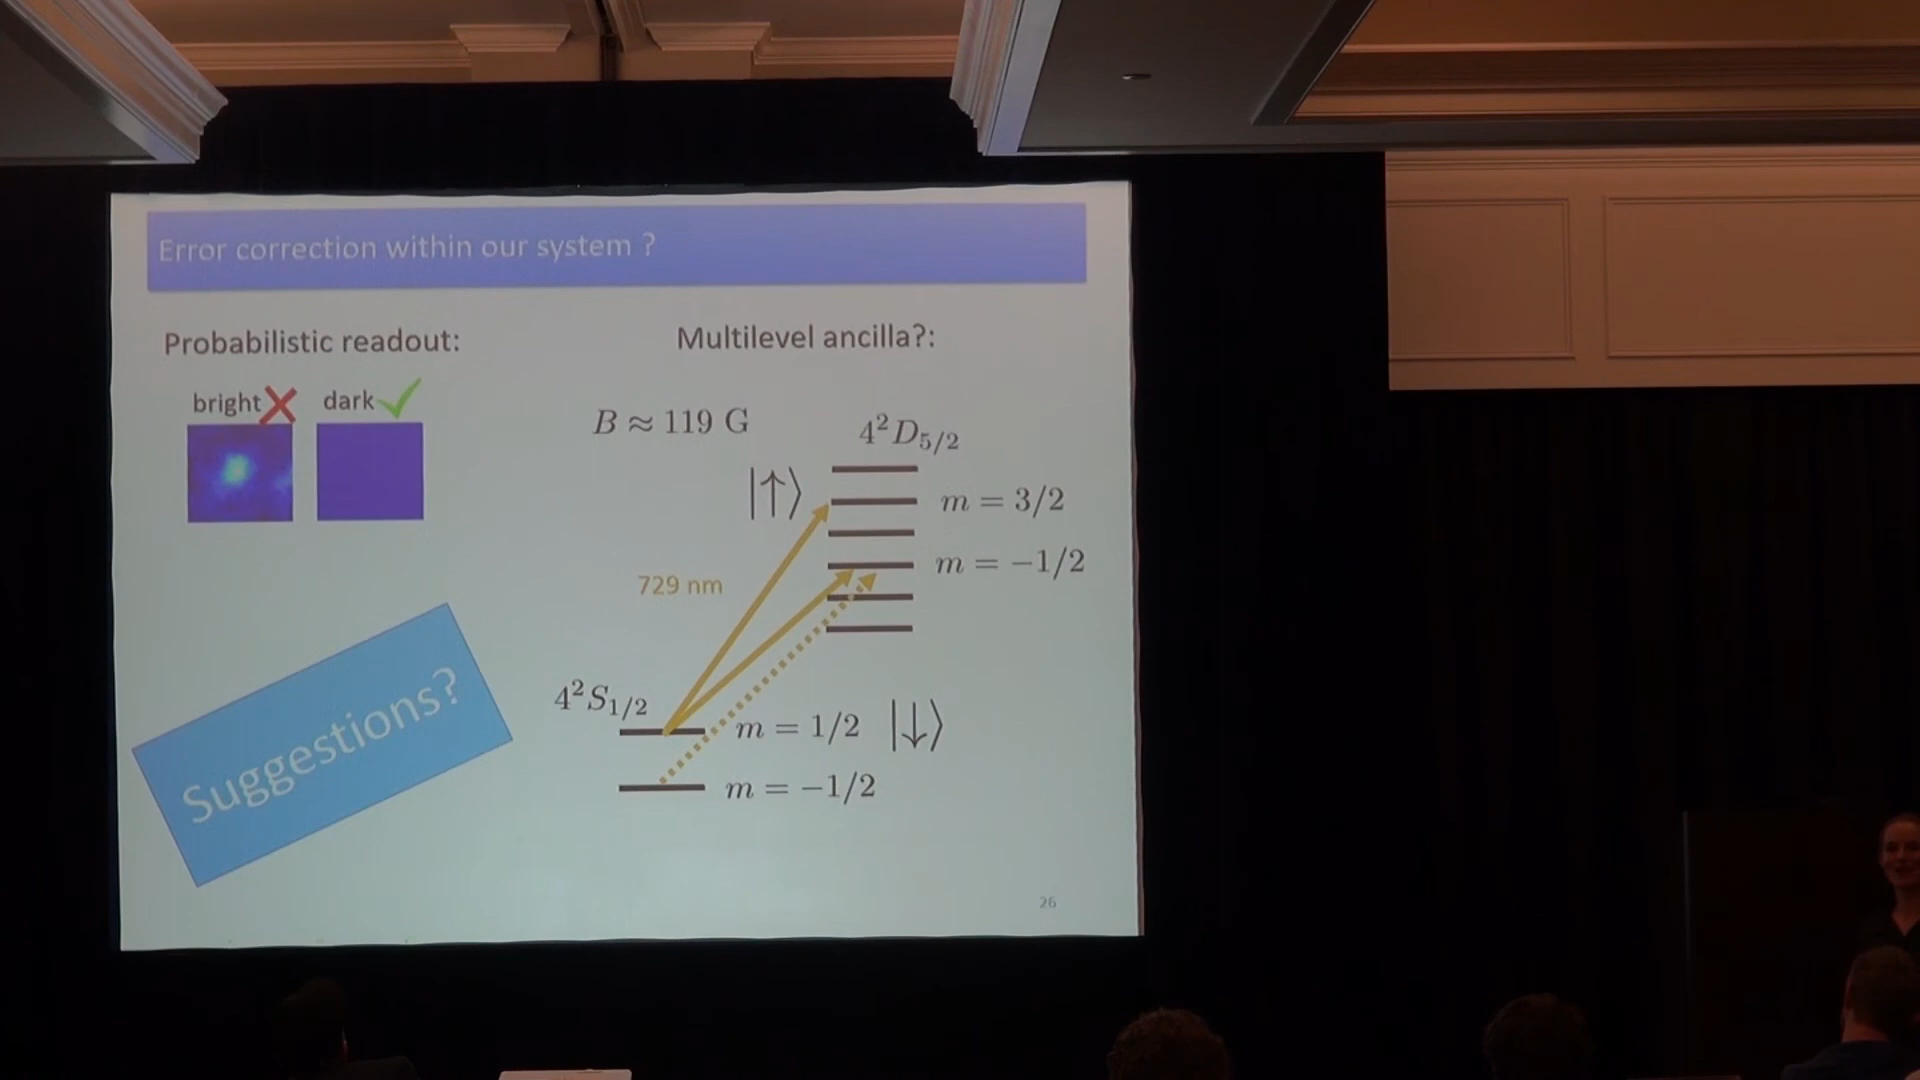 Error correction within our system ?
Probabilistic readout:
bright dark
Multilevel ancilla?:
B ≈ 119 G
4²D₅/₂
|↑⟩
m = 3/2
m = −1/2
729 nm
4²S₁/₂
m = 1/2 |↓⟩
m = −1/2
Suggestions?
26